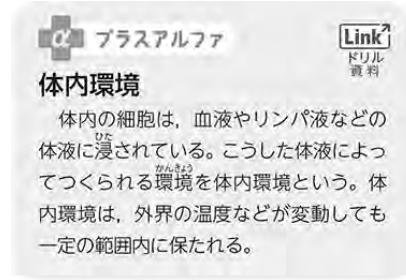 α プラスアルファ
Link
ドリル
資料
体内環境
体内の細胞は，血液やリンパ液などの
体液に浸されている。こうした体液によっ
てつくられる環境を体内環境という。体
内環境は，外界の温度などが変動しても
一定の範囲内に保たれる。